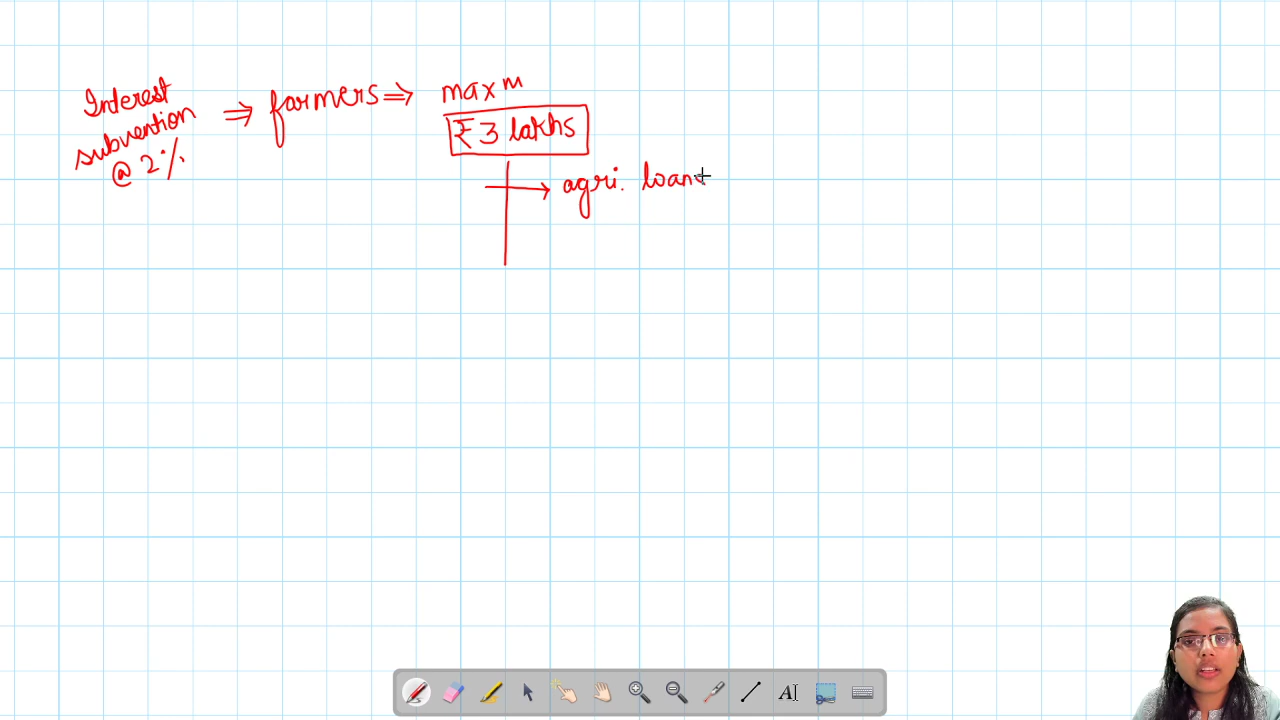 Interest
subvention
@ 2%
⇒ farmers ⇒
maxm
₹3 lakhs
→ agri. loan